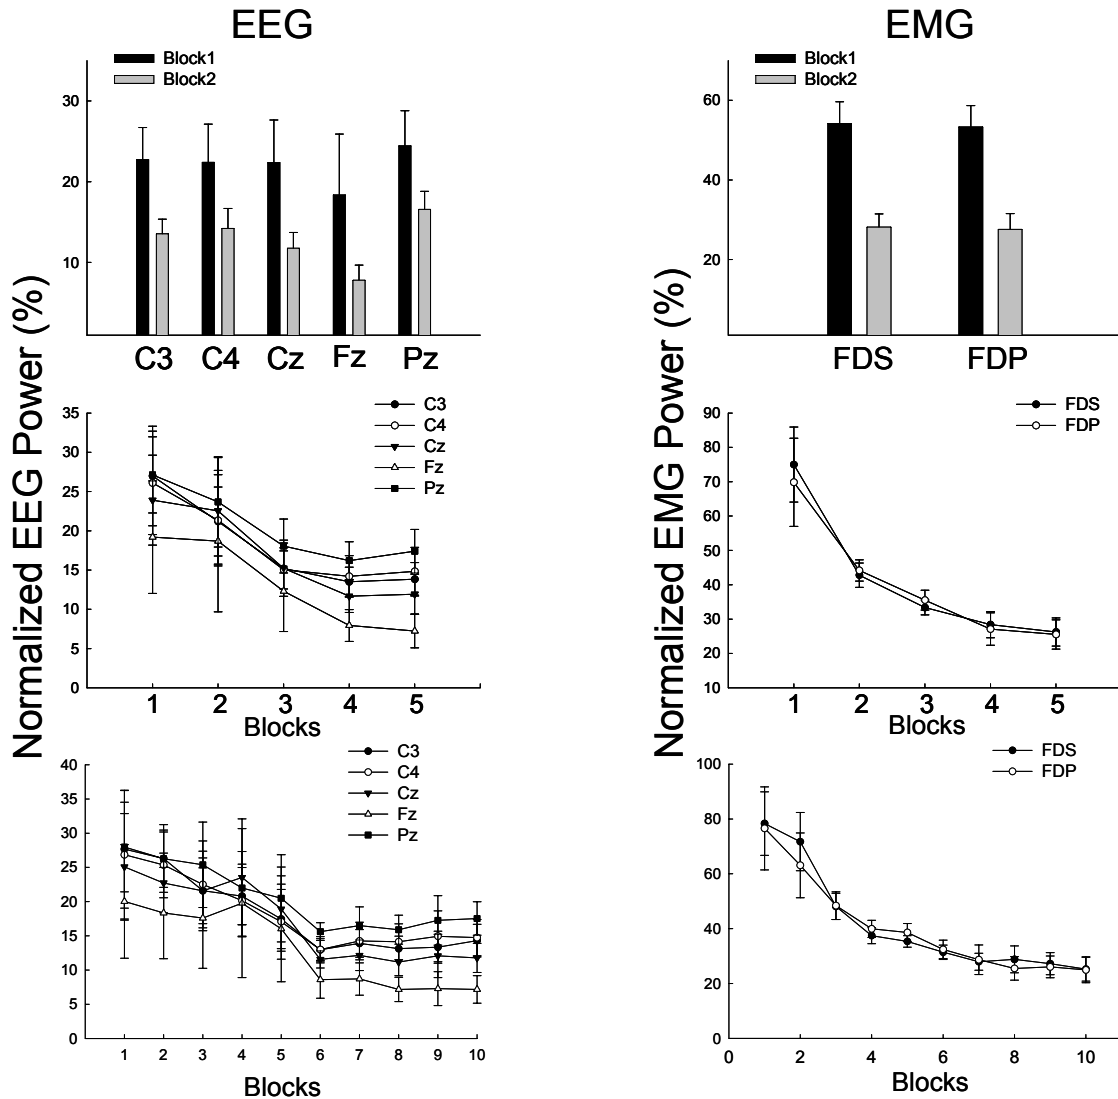 EEG
EMG
Block1
Block2
30
20
10
C3 C4 Cz Fz Pz
Block1
Block2
60
40
20
FDS FDP
Normalized EEG Power (%)
Normalized EMG Power (%)
C3
C4
Cz
Fz
Pz
35
30
25
20
15
10
5
0
1 2 3 4 5
Blocks
FDS
FDP
90
80
70
60
50
40
30
20
10
1 2 3 4 5
Blocks
C3
C4
Cz
Fz
Pz
40
35
30
25
20
15
10
5
0
1 2 3 4 5 6 7 8 9 10
Blocks
FDS
FDP
100
80
60
40
20
0
0 2 4 6 8 10
Blocks